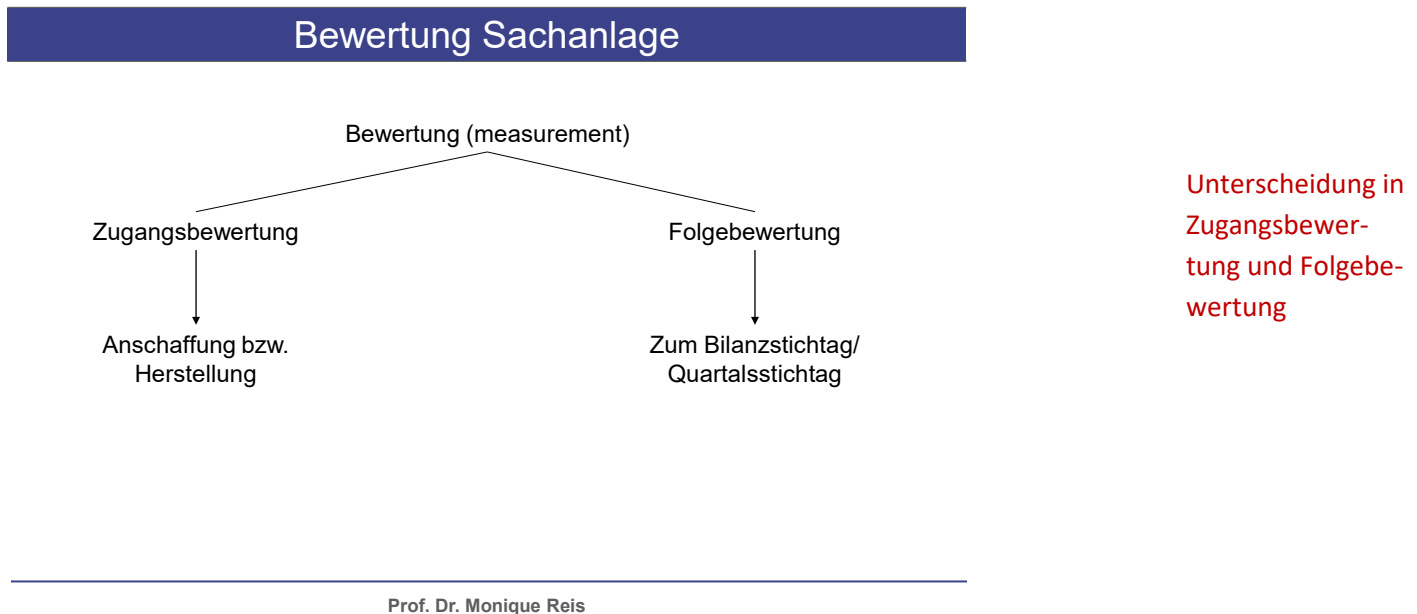 Bewertung Sachanlage
Bewertung (measurement)
Zugangsbewertung
Folgebewertung
Anschaffung bzw.
Herstellung
Zum Bilanzstichtag/
Quartalsstichtag
Unterscheidung in
Zugangsbewer-
tung und Folgebe-
wertung
Prof. Dr. Monique Reis